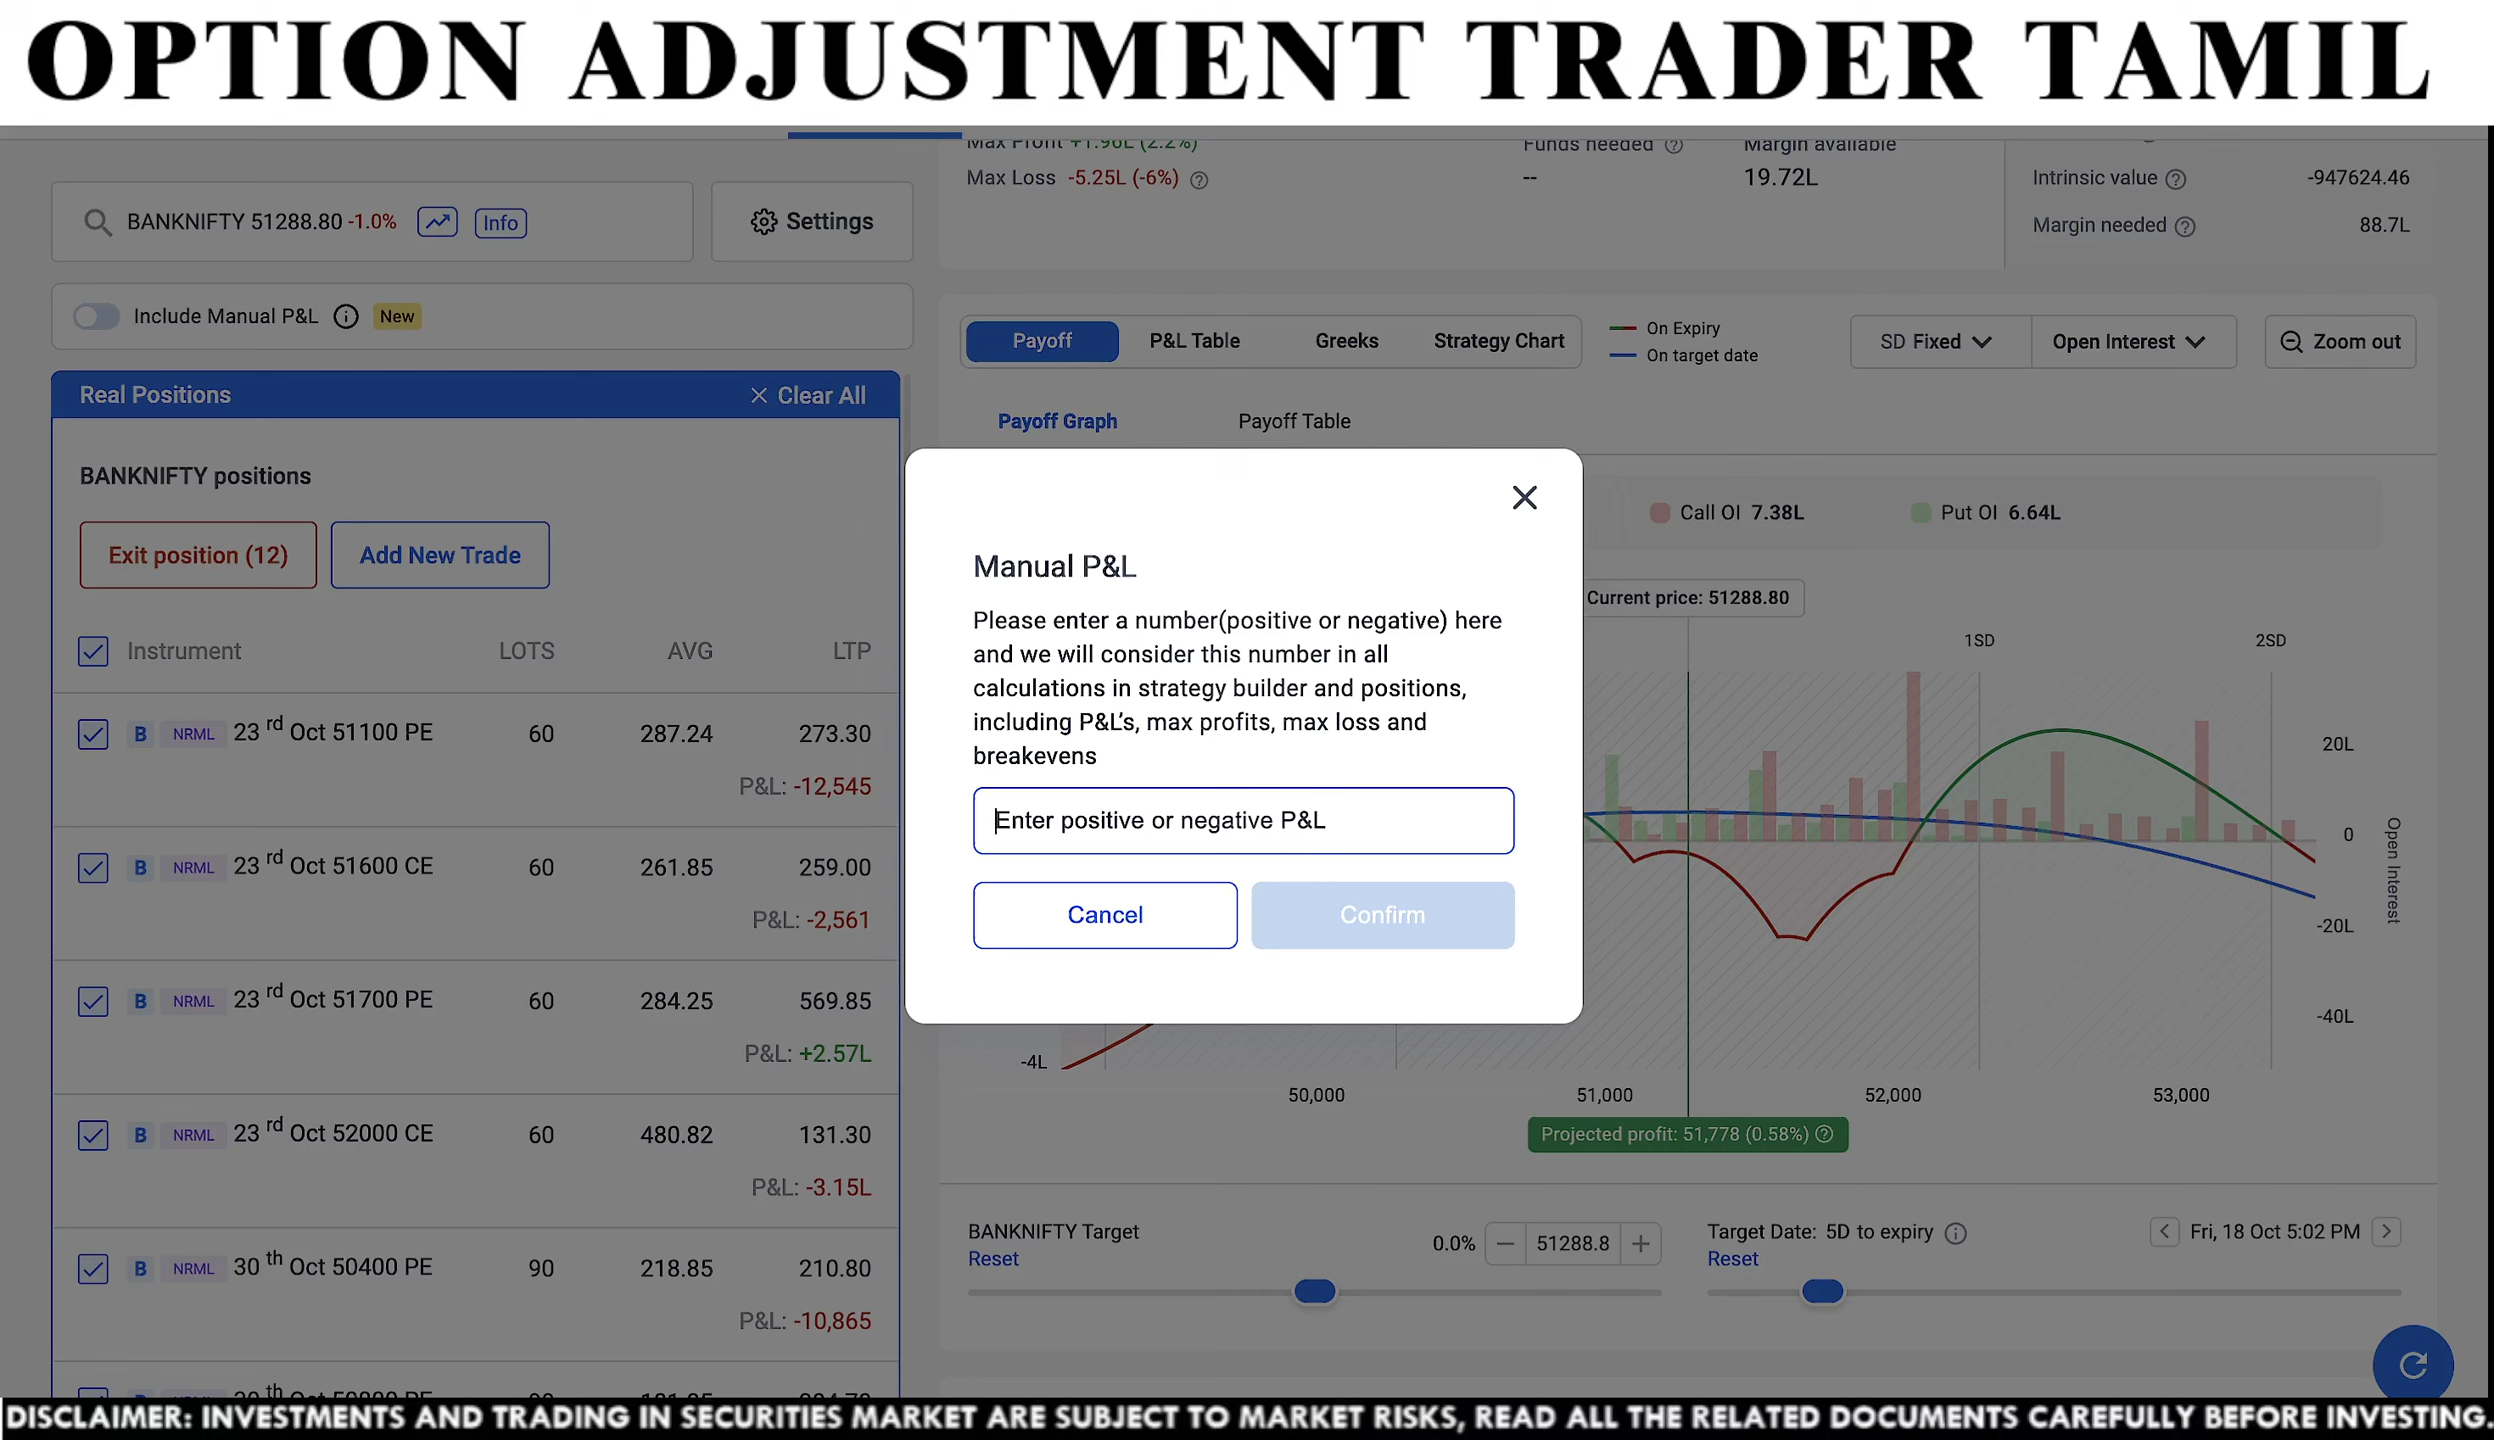 OPTION ADJUSTMENT TRADER TAMIL
Max Profit +1.96L (2.2%)
Max Loss -5.25L (-6%)
Funds needed
--
Margin available
19.72L
Intrinsic value -947624.46
Margin needed 88.7L
BANKNIFTY 51288.80 -1.0% Info
Settings
Include Manual P&L New
Real Positions
Clear All
BANKNIFTY positions
Exit position (12)
Add New Trade
Instrument LOTS AVG LTP
B NRML 23 rd Oct 51100 PE 60 287.24 273.30
P&L: -12,545
B NRML 23 rd Oct 51600 CE 60 261.85 259.00
P&L: -2,561
B NRML 23 rd Oct 51700 PE 60 284.25 569.85
P&L: +2.57L
B NRML 23 rd Oct 52000 CE 60 480.82 131.30
P&L: -3.15L
B NRML 30 th Oct 50400 PE 90 218.85 210.80
P&L: -10,865
Payoff P&L Table Greeks Strategy Chart
On Expiry
On target date
SD Fixed
Open Interest
Zoom out
Payoff Graph
Payoff Table
Call OI 7.38L
Put OI 6.64L
Current price: 51288.80
1SD
2SD
20L
0
-20L
-40L
Open Interest
-4L
50,000 51,000 52,000 53,000
Projected profit: 51,778 (0.58%)
Manual P&L
Please enter a number(positive or negative) here
and we will consider this number in all
calculations in strategy builder and positions,
including P&L's, max profits, max loss and
breakevens
Enter positive or negative P&L
Cancel
Confirm
BANKNIFTY Target
Reset
0.0% 51288.8
Target Date: 5D to expiry
Reset
Fri, 18 Oct 5:02 PM
DISCLAIMER: INVESTMENTS AND TRADING IN SECURITIES MARKET ARE SUBJECT TO MARKET RISKS, READ ALL THE RELATED DOCUMENTS CAREFULLY BEFORE INVESTING.